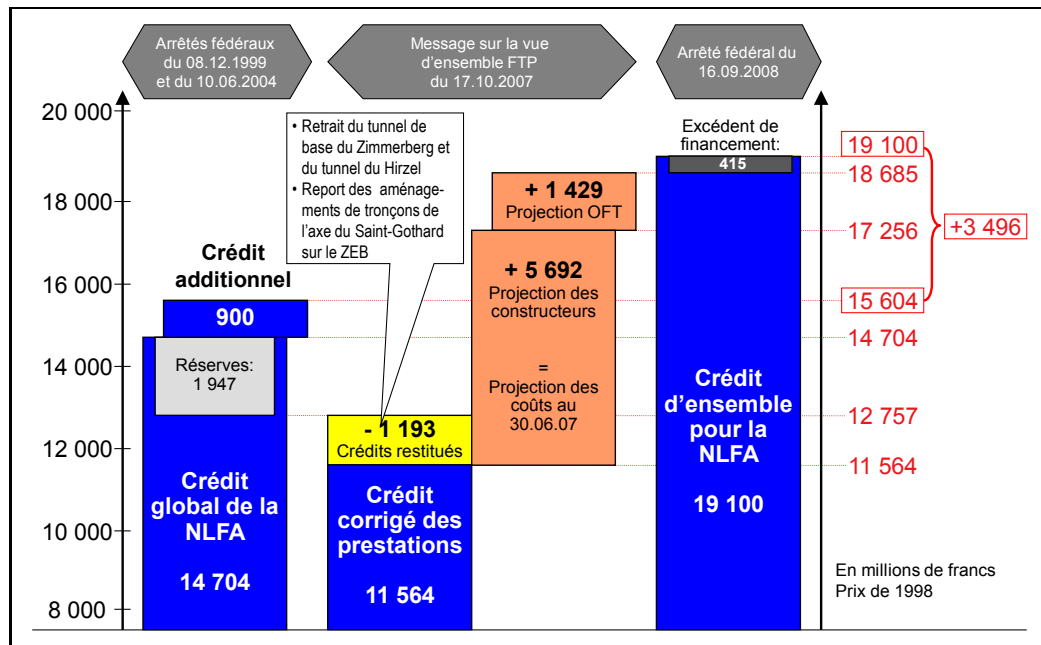 Arrêtés fédéraux
du 08.12.1999
et du 10.06.2004
Message sur la vue
d'ensemble FTP
du 17.10.2007
Arrêté fédéral du
16.09.2008
20 000
18 000
16 000
14 000
12 000
10 000
8 000
Crédit
additionnel
900
Réserves:
1 947
Crédit
global de la
NLFA
14 704
• Retrait du tunnel de
base du Zimmerberg et
du tunnel du Hirzel
• Report des aménage-
ments de tronçons de
l'axe du Saint-Gothard
sur le ZEB
- 1 193
Crédits restitués
Crédit
corrigé des
prestations
11 564
+ 1 429
Projection OFT
+ 5 692
Projection des
constructeurs
=
Projection des
coûts au
30.06.07
Excédent de
financement:
415
Crédit
d'ensemble
pour la
NLFA
19 100
19 100
18 685
17 256
+3 496
15 604
14 704
12 757
11 564
En millions de francs
Prix de 1998